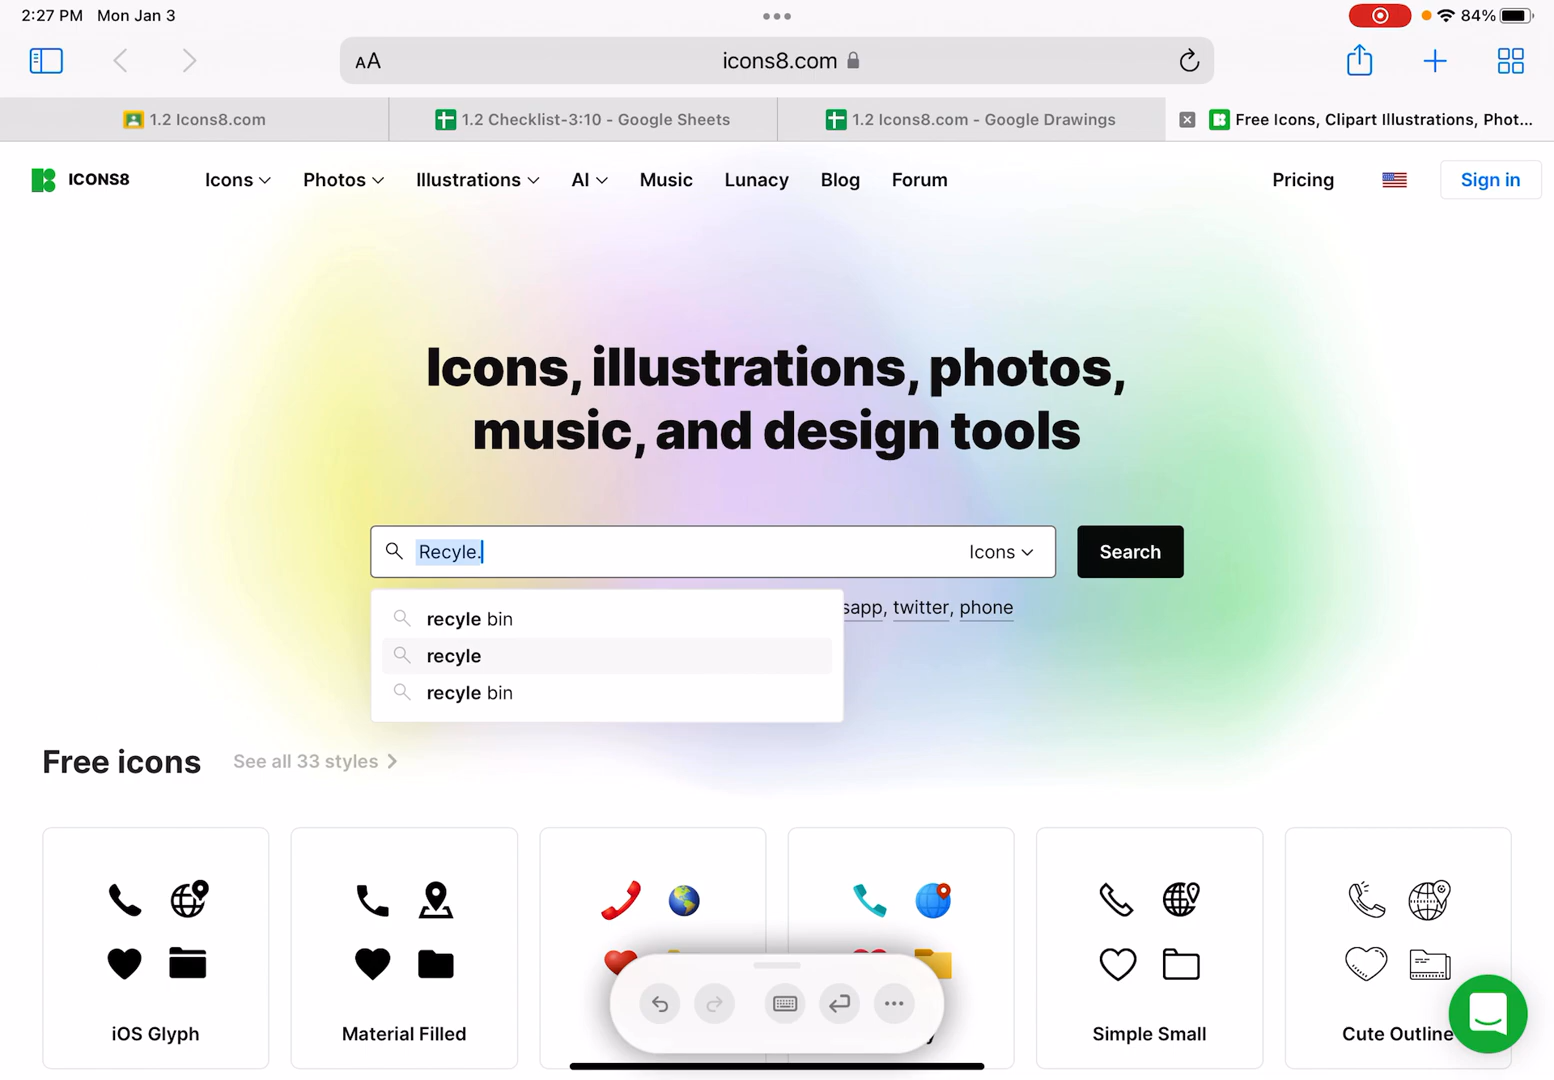 2:27 PM Mon Jan 3
84%
AA
icons8.com
1.2 Icons8.com
1.2 Checklist-3:10 - Google Sheets
1.2 Icons8.com - Google Drawings
Free Icons, Clipart Illustrations, Phot...
ICONS8
Icons
Photos
Illustrations
AI
Music
Lunacy
Blog
Forum
Pricing
Sign in
Icons, illustrations, photos,
music, and design tools
Recyle.
Icons
Search
sapp, twitter, phone
recyle bin
recyle
recyle bin
Free icons
See all 33 styles
iOS Glyph
Material Filled
Simple Small
Cute Outline